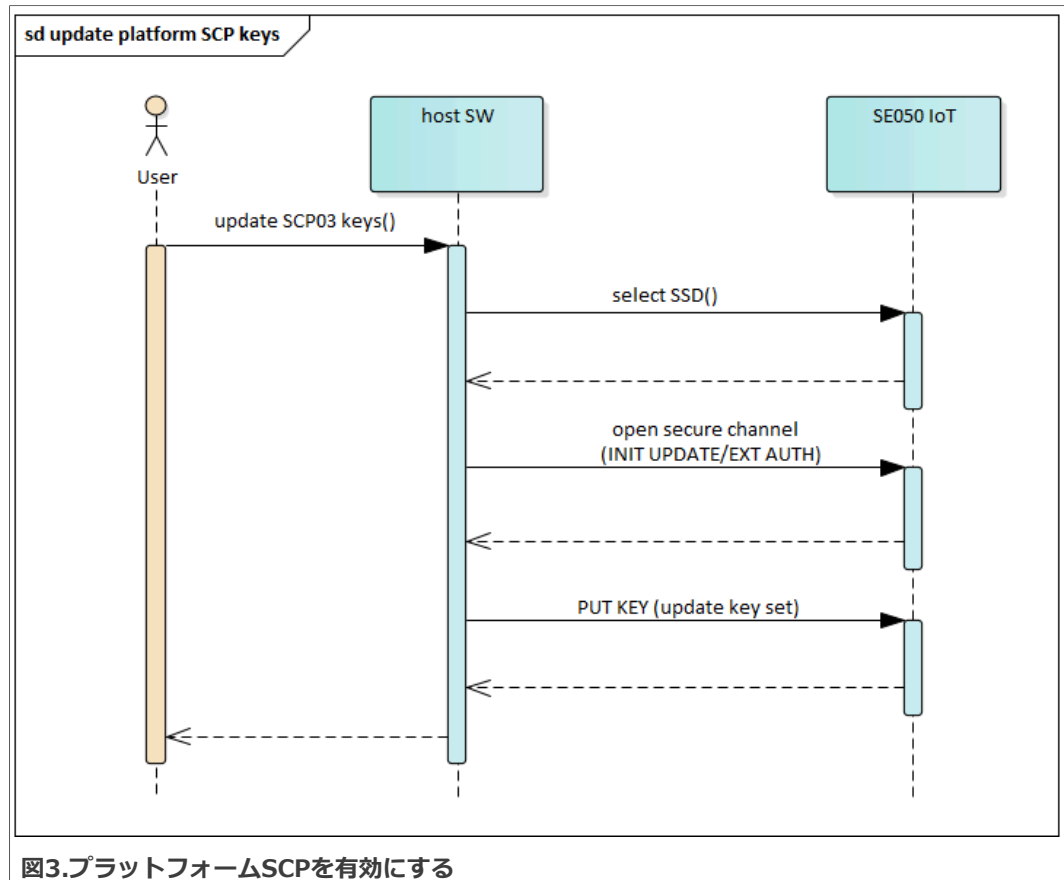 sd update platform SCP keys
host SW
SE050 IoT
User
update SCP03 keys()
select SSD()
open secure channel
(INIT UPDATE/EXT AUTH)
PUT KEY (update key set)
図3.プラットフォームSCPを有効にする